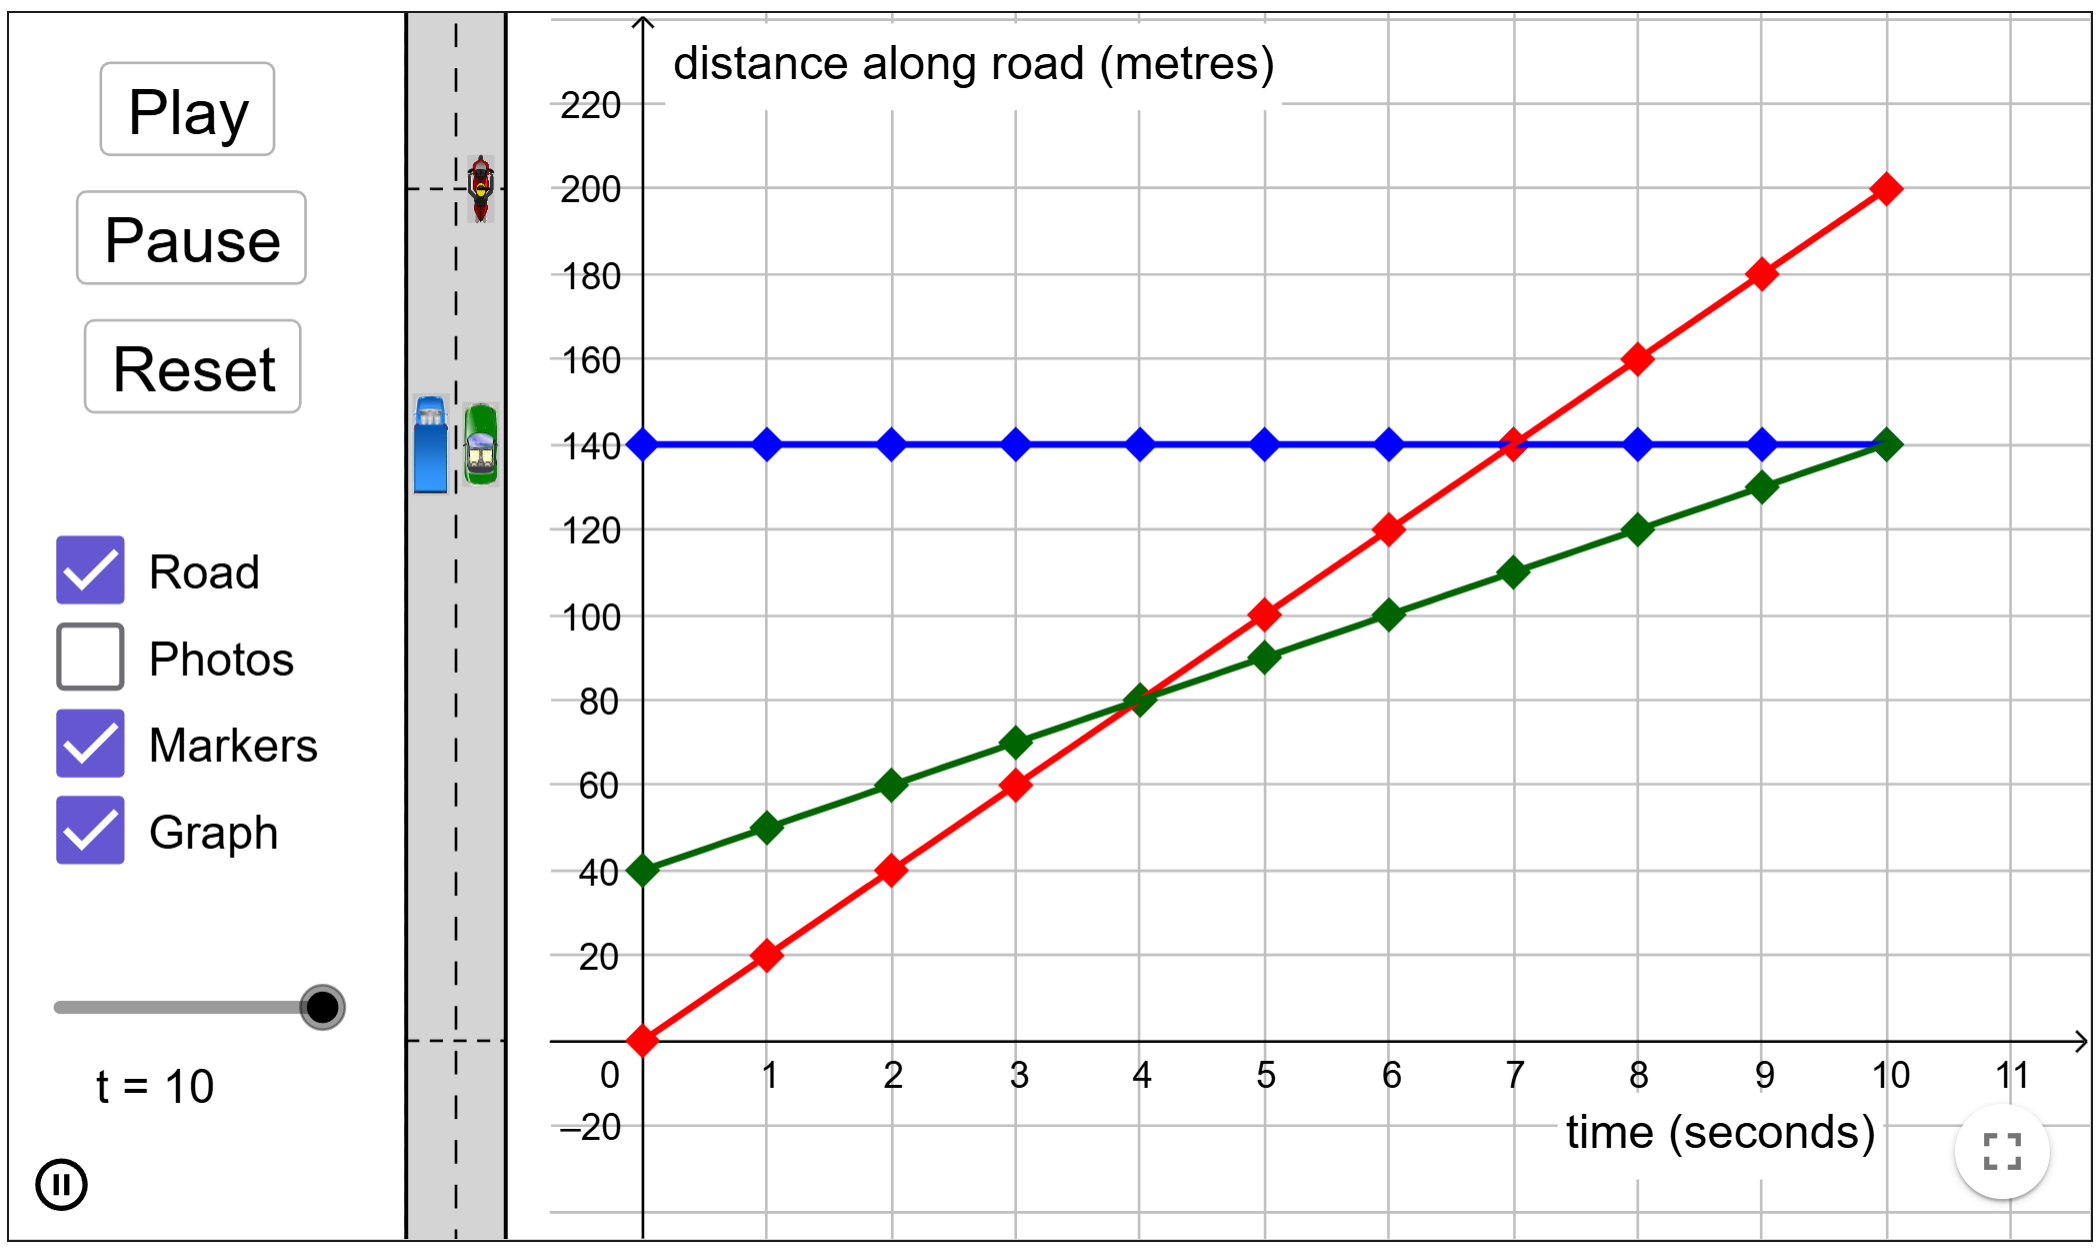 Play
Pause
Reset
Road
Photos
Markers
Graph
t = 10
distance along road (metres)
220
200
180
160
140
120
100
80
60
40
20
0 1 2 3 4 5 6 7 8 9 10 11
–20
time (seconds)